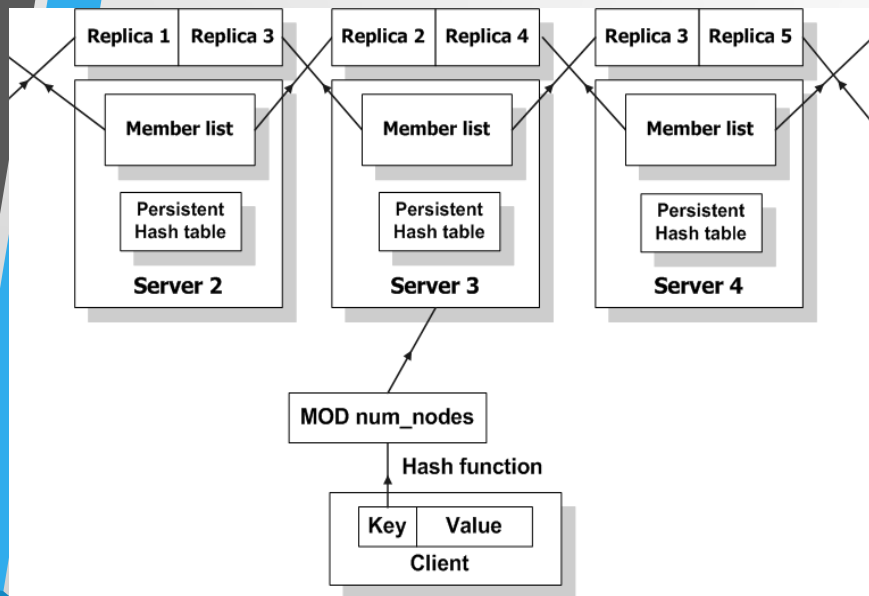 Replica 1 Replica 3 Replica 2 Replica 4 Replica 3 Replica 5
Member list Member list Member list
Persistent Persistent Persistent
Hash table Hash table Hash table
Server 2 Server 3 Server 4
MOD num_nodes
Hash function
Key Value
Client